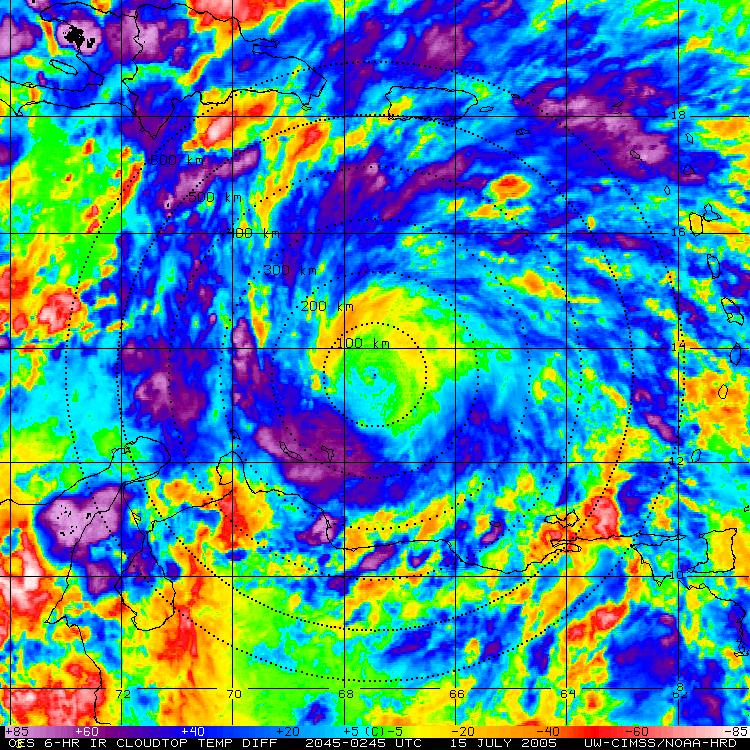 18
600 km
500 km
16
400 km
300 km
200 km
14
100 km
12
10
72 70 68 66 64 8
+85 +60 +40 +20 +5 (C) -5 -20 -40 -60 -85
OES 6-HR IR CLOUDTOP TEMP DIFF 2045-0245 UTC 15 JULY 2005 UW-CIMSS/NOAA-HRD